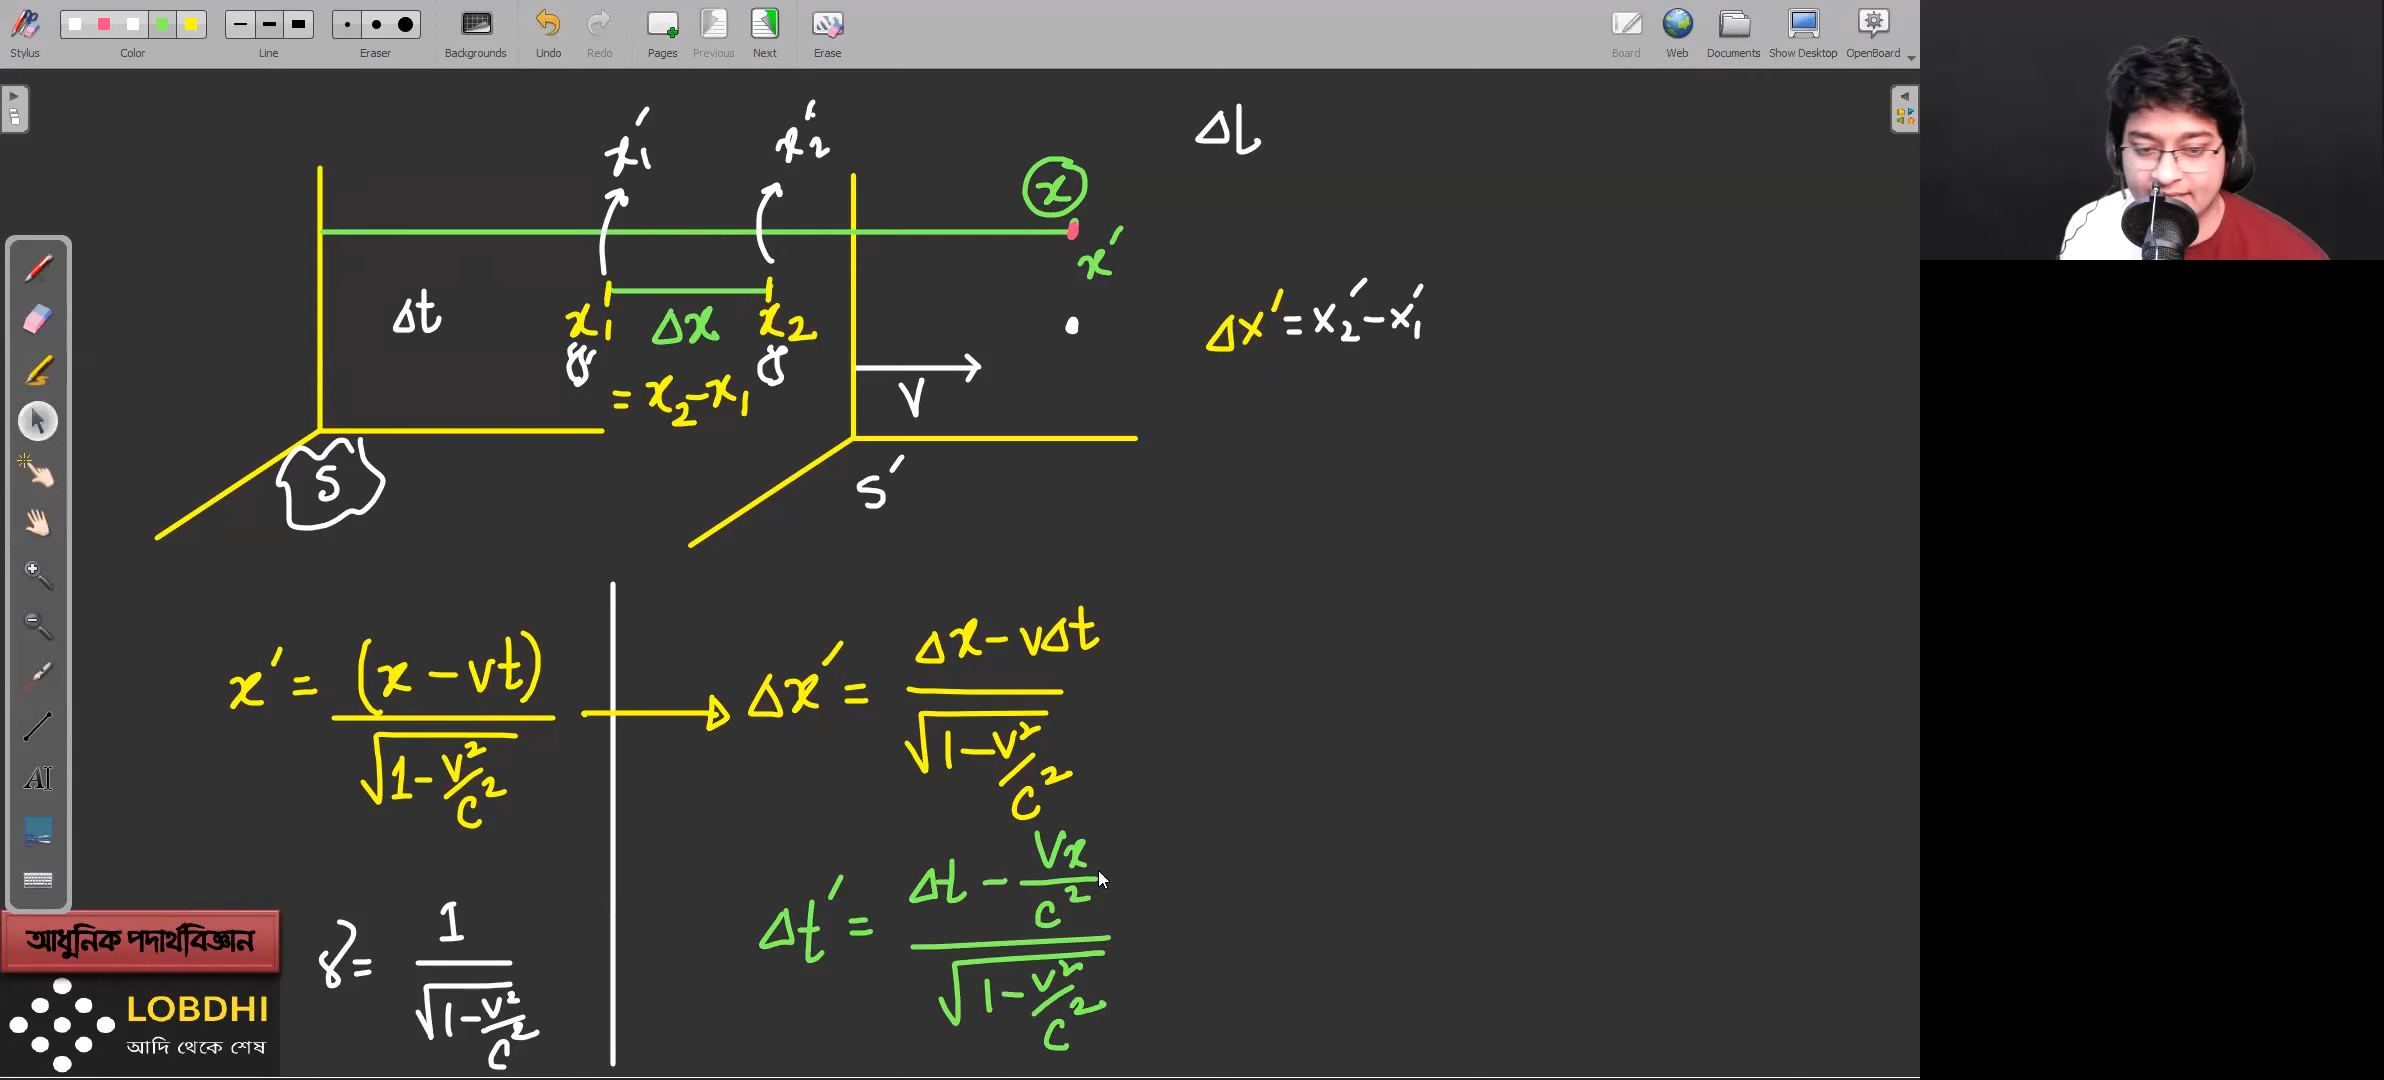 Stylus
Color
Line
Eraser
Backgrounds
Undo
Redo
Pages
Previous
Next
Erase
Board
Web
Documents
Show Desktop
OpenBoard
x₁′ x₂′
Δt
x
x′
Δt
x₁ Δx x₂
= x₂ - x₁
V
Δx′ = x₂′ - x₁′
S
S′
x′ = (x - vt) / √(1 - v²/c²)
Δx′ = (Δx - vΔt) / √(1 - v²/c²)
γ = 1 / √(1 - v²/c²)
Δt′ = (Δt - Vx/c²) / √(1 - v²/c²)
AI
আধুনিক পদার্থবিজ্ঞান
LOBDHI
আদি থেকে শেষ